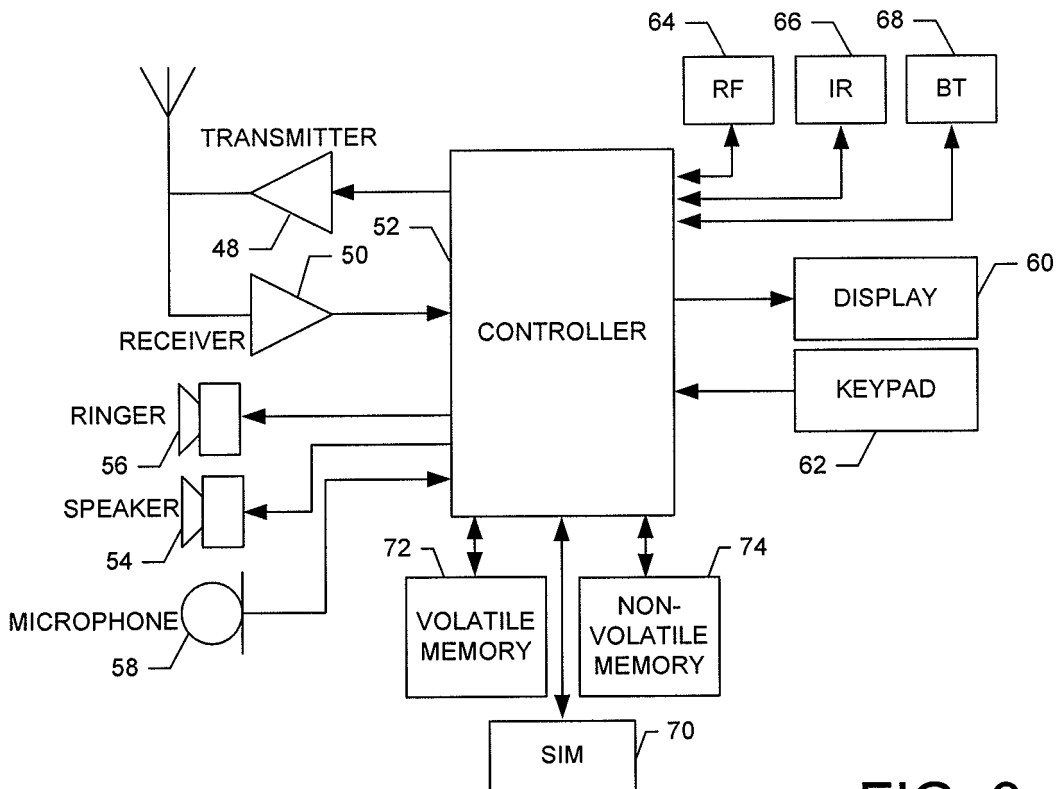 64
66
68
RF
IR
BT
TRANSMITTER
48
52
50
RECEIVER
CONTROLLER
DISPLAY
60
KEYPAD
62
RINGER
56
SPEAKER
54
MICROPHONE
58
72
VOLATILE
MEMORY
74
NON-
VOLATILE
MEMORY
SIM
70